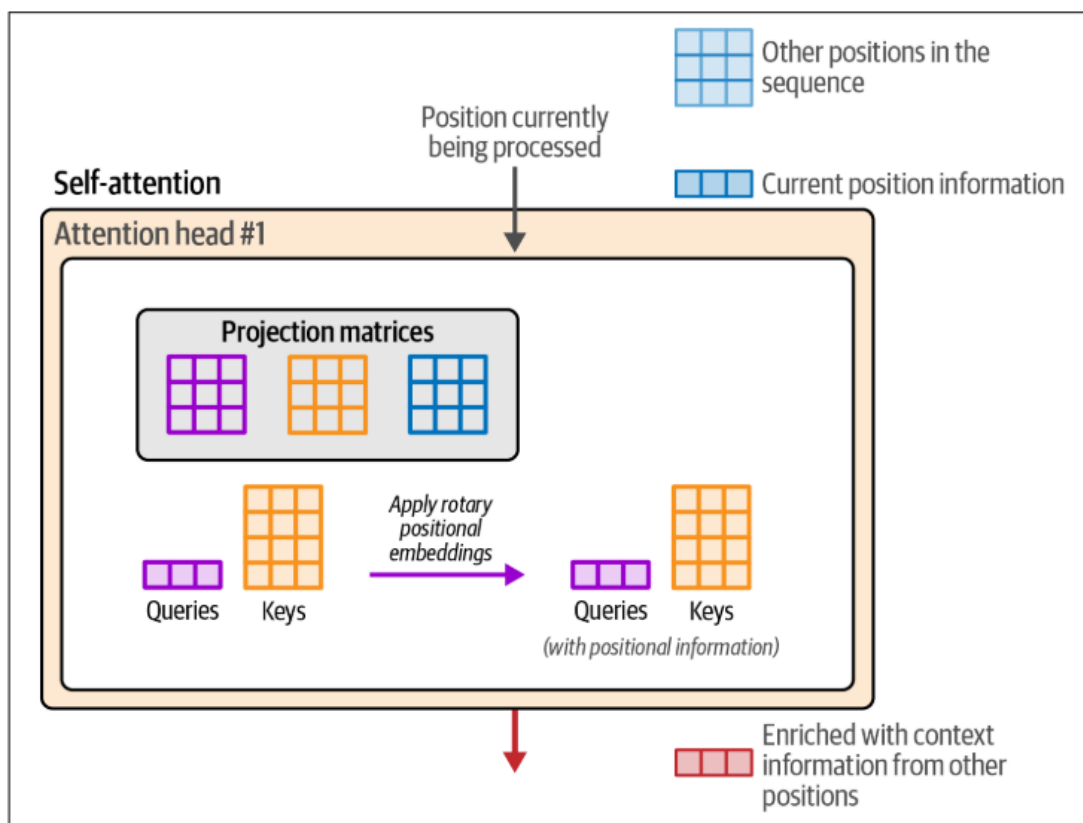 Other positions in the
sequence
Position currently
being processed
Self-attention
Current position information
Attention head #1
Projection matrices
Apply rotary
positional
embeddings
Queries
Keys
Queries
Keys
(with positional information)
Enriched with context
information from other
positions